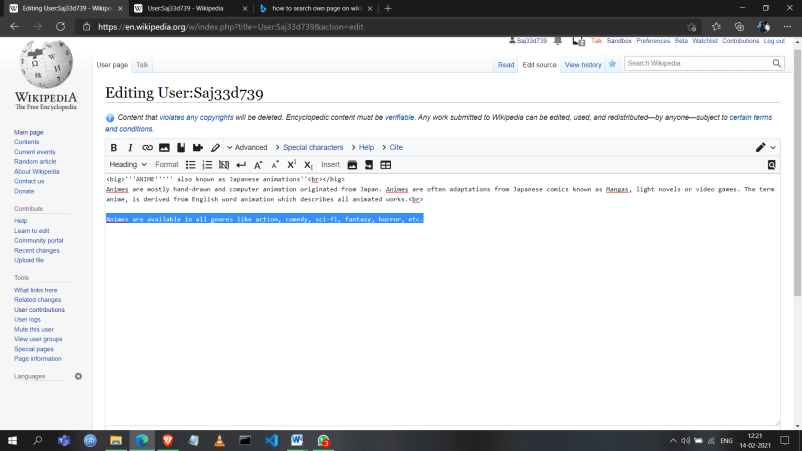 Editing User:Saj33d739 - Wikipedia
User:Saj33d739 - Wikipedia
how to search own page on wiki
https://en.wikipedia.org/w/index.php?title=User:Saj33d739&action=edit
Saj33d739
2
Talk
Sandbox
Preferences
Beta
Watchlist
Contributions
Log out
User page
Talk
Read
Edit source
View history
Search Wikipedia
WIKIPEDIA
The Free Encyclopedia
Main page
Contents
Current events
Random article
About Wikipedia
Contact us
Donate
Contribute
Help
Learn to edit
Community portal
Recent changes
Upload file
Tools
What links here
Related changes
User contributions
User logs
Mute this user
View user groups
Special pages
Page information
Languages
Editing User:Saj33d739
Content that violates any copyrights will be deleted. Encyclopedic content must be verifiable. Any work submitted to Wikipedia can be edited, used, and redistributed—by anyone—subject to certain terms
and conditions.
B I Advanced Special characters Help Cite
Heading Format Insert
<big>'''ANIME''''' also known as Japanese animations''<br></big>
Animes are mostly hand-drawn and computer animation originated from Japan. Animes are often adaptations from Japanese comics known as Mangas, light novels or video games. The term
anime, is derived from English word animation which describes all animated works.<br>
Animes are available in all genres like action, comedy, sci-fi, fantasy, horror, etc.
ENG
12:21
14-02-2021